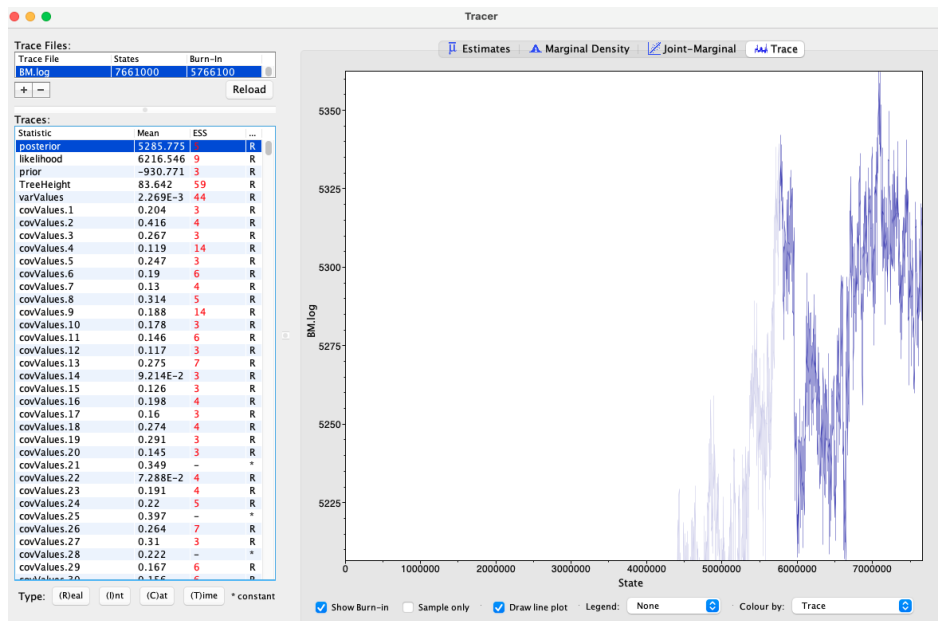 Tracer
Trace Files:
Trace File States Burn-In
BM.log 7661000 5766100
+ − Reload
Traces:
Statistic Mean ESS ...
posterior 5285.775 R
likelihood 6216.546 9 R
prior -930.771 3 R
TreeHeight 83.642 59 R
varValues 2.269E-3 44 R
covValues.1 0.204 3 R
covValues.2 0.416 4 R
covValues.3 0.267 3 R
covValues.4 0.119 14 R
covValues.5 0.247 3 R
covValues.6 0.19 6 R
covValues.7 0.13 4 R
covValues.8 0.314 5 R
covValues.9 0.188 14 R
covValues.10 0.178 3 R
covValues.11 0.146 6 R
covValues.12 0.117 3 R
covValues.13 0.275 7 R
covValues.14 9.214E-2 3 R
covValues.15 0.126 3 R
covValues.16 0.198 4 R
covValues.17 0.16 3 R
covValues.18 0.274 4 R
covValues.19 0.291 3 R
covValues.20 0.145 3 R
covValues.21 0.349 - *
covValues.22 7.288E-2 4 R
covValues.23 0.191 4 R
covValues.24 0.22 5 R
covValues.25 0.397 - *
covValues.26 0.264 7 R
covValues.27 0.31 3 R
covValues.28 0.222 - *
covValues.29 0.167 6 R
Type: (R)eal (I)nt (C)at (T)ime * constant
Estimates Marginal Density Joint-Marginal Trace
5350
5325
5300
5275
5250
5225
BM.log
0 1000000 2000000 3000000 4000000 5000000 6000000 7000000
State
Show Burn-in Sample only Draw line plot Legend: None Colour by: Trace